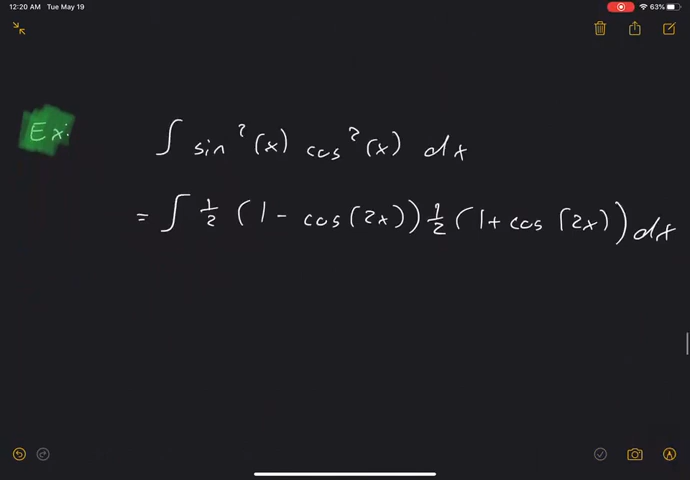 12:20 AM Tue May 19 63%
Ex:
∫ sin²(x) cos²(x) dx
= ∫ 1/2 (1 - cos(2x)) 1/2 (1 + cos(2x)) dx